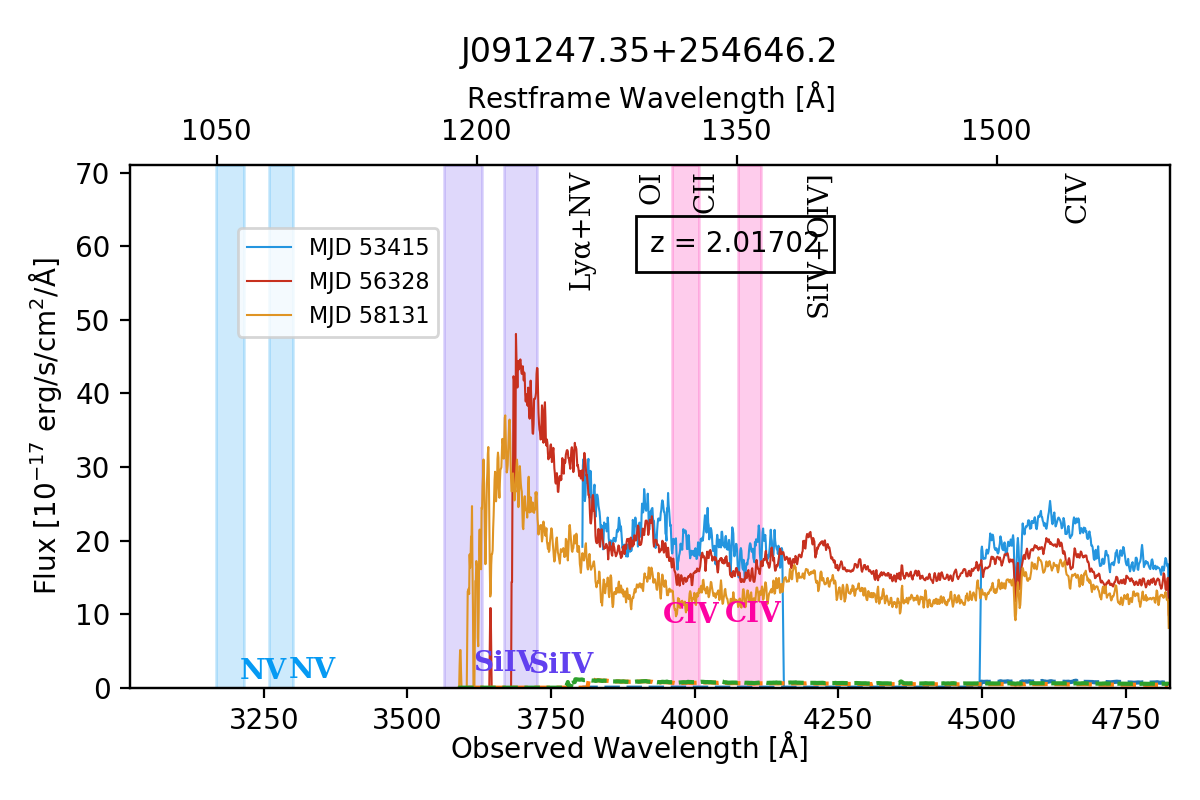 J091247.35+254646.2
Restframe Wavelength [Å]
1050 1200 1350 1500
70
60
50
40
30
20
10
0
Flux [10⁻¹⁷ erg/s/cm²/Å]
MJD 53415
MJD 56328
MJD 58131
Lyα+NV
OI
CII
SiIV+OIV]
CIV
z = 2.01702
NV NV SiIV SiIV CIV CIV
3250 3500 3750 4000 4250 4500 4750
Observed Wavelength [Å]